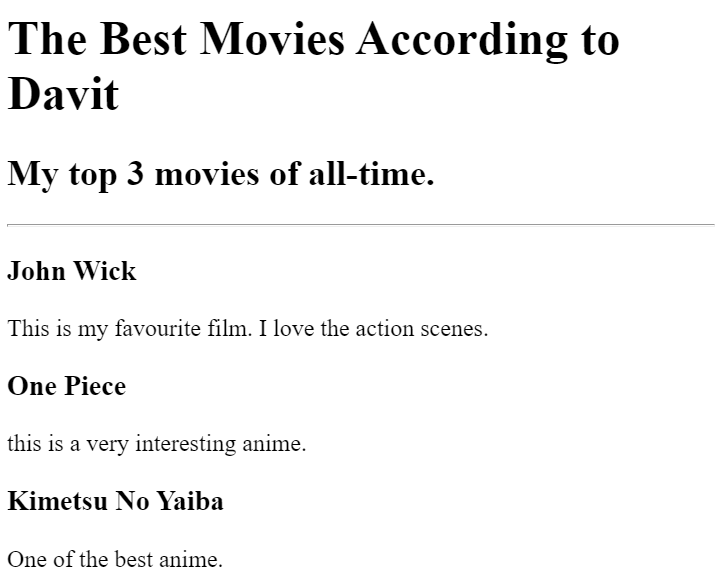 The Best Movies According to
Davit
My top 3 movies of all-time.
John Wick
This is my favourite film. I love the action scenes.
One Piece
this is a very interesting anime.
Kimetsu No Yaiba
One of the best anime.